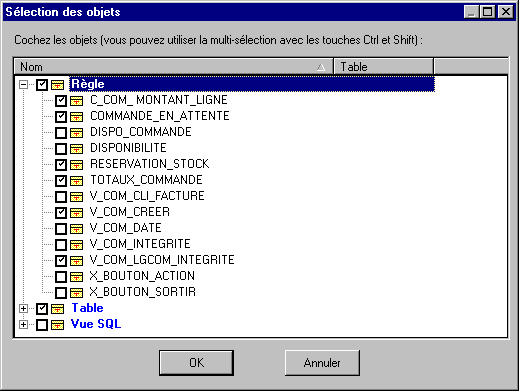 Sélection des objets
Cochez les objets (vous pouvez utiliser la multi-sélection avec les touches Ctrl et Shift) :
Nom Table
Règle
C_COM_ MONTANT_LIGNE
COMMANDE_EN_ATTENTE
DISPO_COMMANDE
DISPONIBILITE
RESERVATION_STOCK
TOTAUX_COMMANDE
V_COM_CLI_FACTURE
V_COM_CREER
V_COM_DATE
V_COM_INTEGRITE
V_COM_LGCOM_INTEGRITE
X_BOUTON_ACTION
X_BOUTON_SORTIR
Table
Vue SQL
OK Annuler